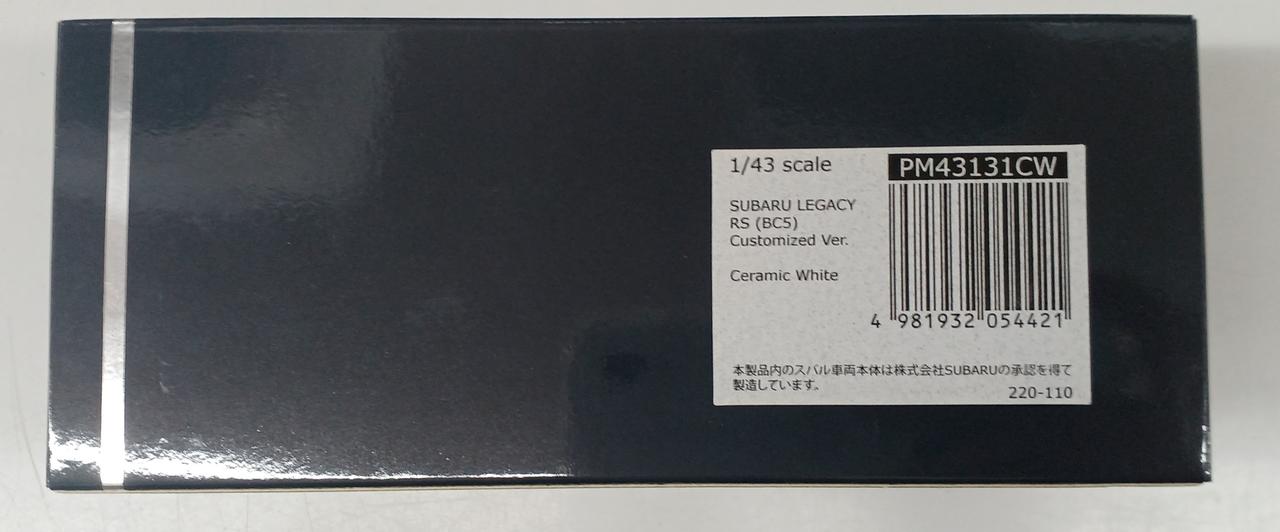 1/43 scale
PM43131CW
SUBARU LEGACY
RS (BC5)
Customized Ver.
Ceramic White
4 981932 054421
本製品内のスバル車両本体は株式会社SUBARUの承認を得て
製造しています。
220-110